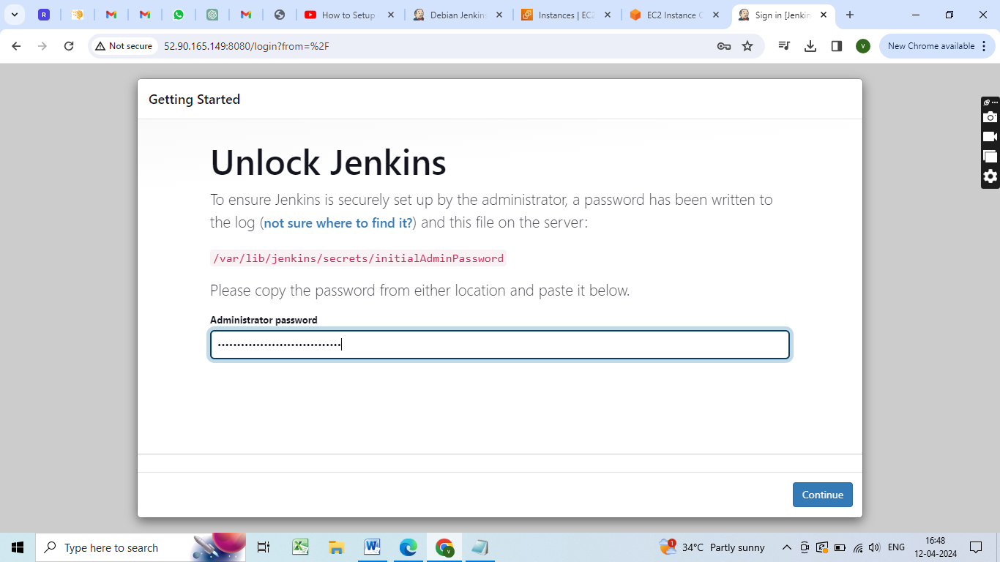 R
How to Setup
Debian Jenkins
Instances | EC2
EC2 Instance C
Sign in [Jenkin
Not secure
52.90.165.149:8080/login?from=%2F
V
New Chrome available
Getting Started
Unlock Jenkins
To ensure Jenkins is securely set up by the administrator, a password has been written to
the log (not sure where to find it?) and this file on the server:
/var/lib/jenkins/secrets/initialAdminPassword
Please copy the password from either location and paste it below.
Administrator password
••••••••••••••••••••••••••••••••
Continue
Type here to search
1
34°C Partly sunny
ENG
16:48
12-04-2024